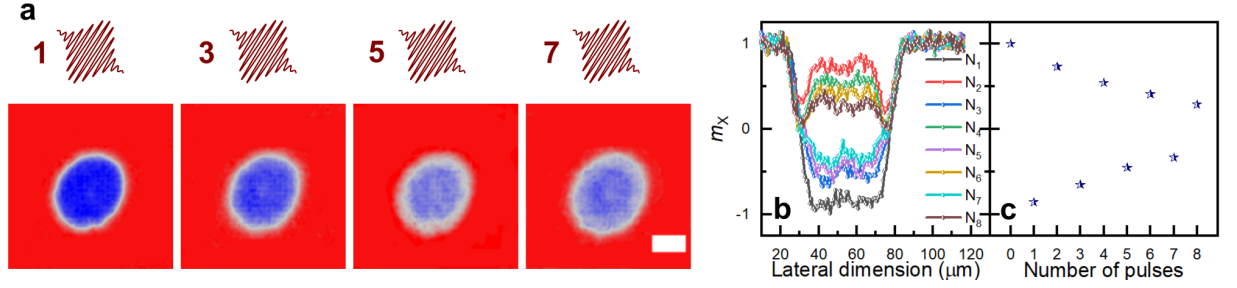 a
1
3
5
7
1
0
-1
m_X
20 40 60 80 100 120
Lateral dimension (μm)
b
N₁
N₂
N₃
N₄
N₅
N₆
N₇
N₈
c
0 1 2 3 4 5 6 7 8
Number of pulses